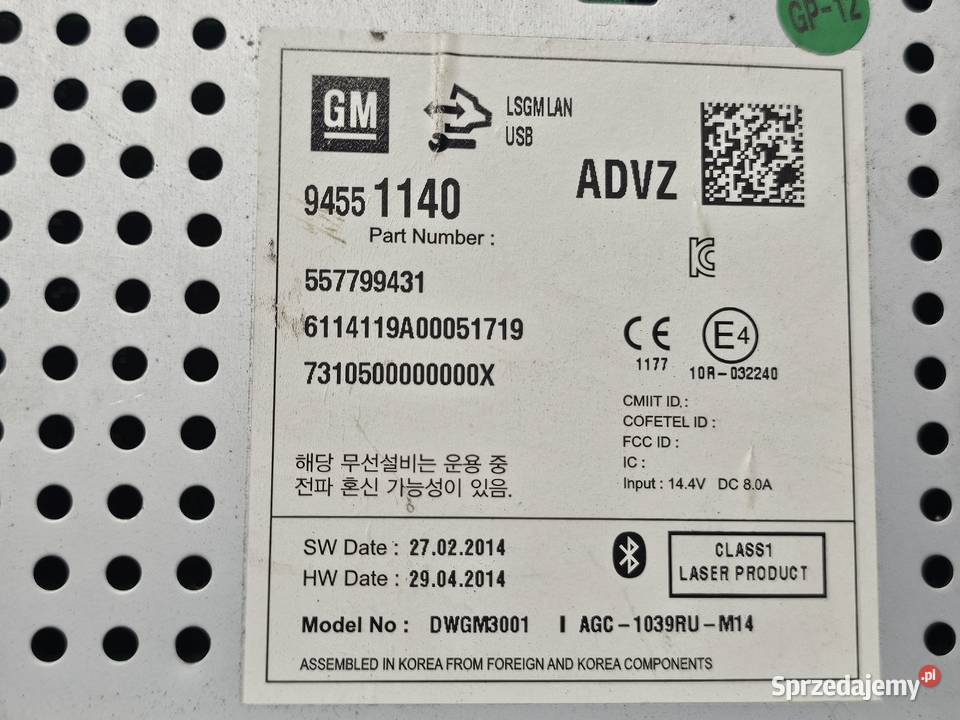 GP-12
GM
LSGMLAN
USB
ADVZ
9455 1140
Part Number :
557799431
6114119A00051719
7310500000000X
CE
1177
E4
10R-032240
CMIIT ID. :
COFETEL ID :
FCC ID :
IC :
Input : 14.4V DC 8.0A
해당 무선설비는 운용 중
전파 혼신 가능성이 있음.
SW Date : 27.02.2014
HW Date : 29.04.2014
CLASS1
LASER PRODUCT
Model No : DWGM3001 I AGC-1039RU-M14
ASSEMBLED IN KOREA FROM FOREIGN AND KOREA COMPONENTS
Sprzedajemy.pl